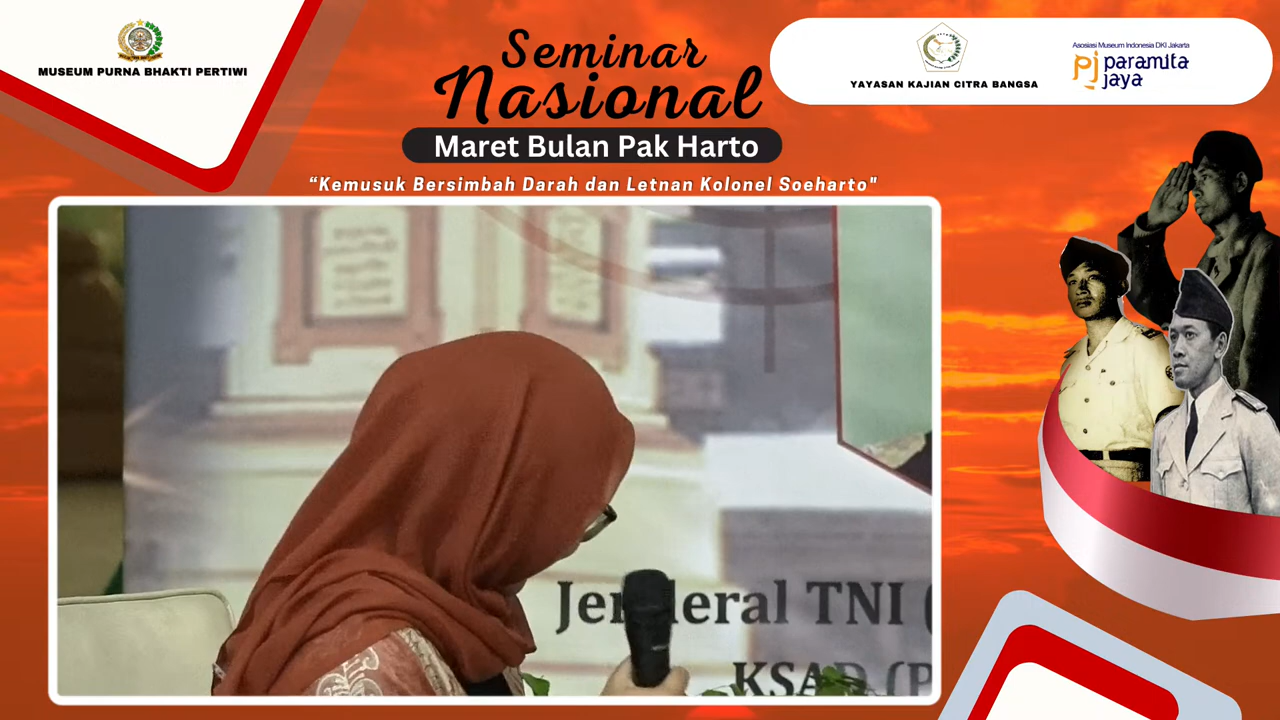 MUSEUM PURNA BHAKTI PERTIWI
Seminar
Nasional
Maret Bulan Pak Harto
“Kemusuk Bersimbah Darah dan Letnan Kolonel Soeharto"
YAYASAN KAJIAN CITRA BANGSA
Asosiasi Museum Indonesia DKI Jakarta
pj paramita
jaya
TNI (
KSAD (P